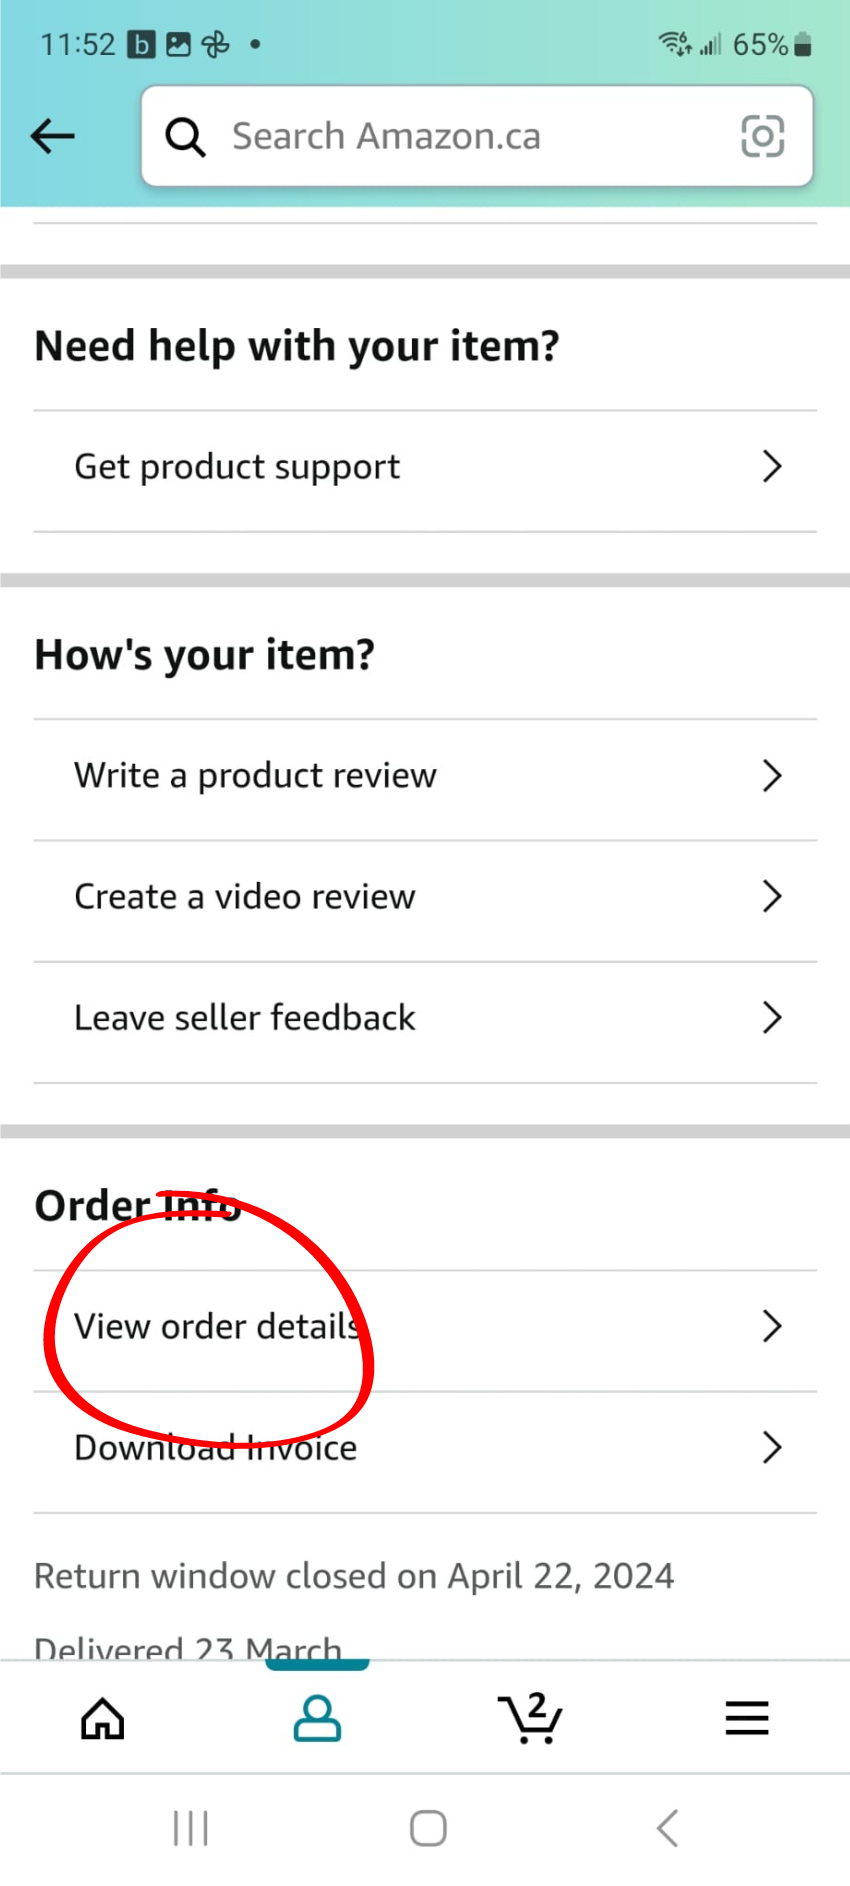 11:52
65%
Search Amazon.ca
Need help with your item?
Get product support
How's your item?
Write a product review
Create a video review
Leave seller feedback
Order Info
View order details
Download Invoice
Return window closed on April 22, 2024
Delivered 23 March
2